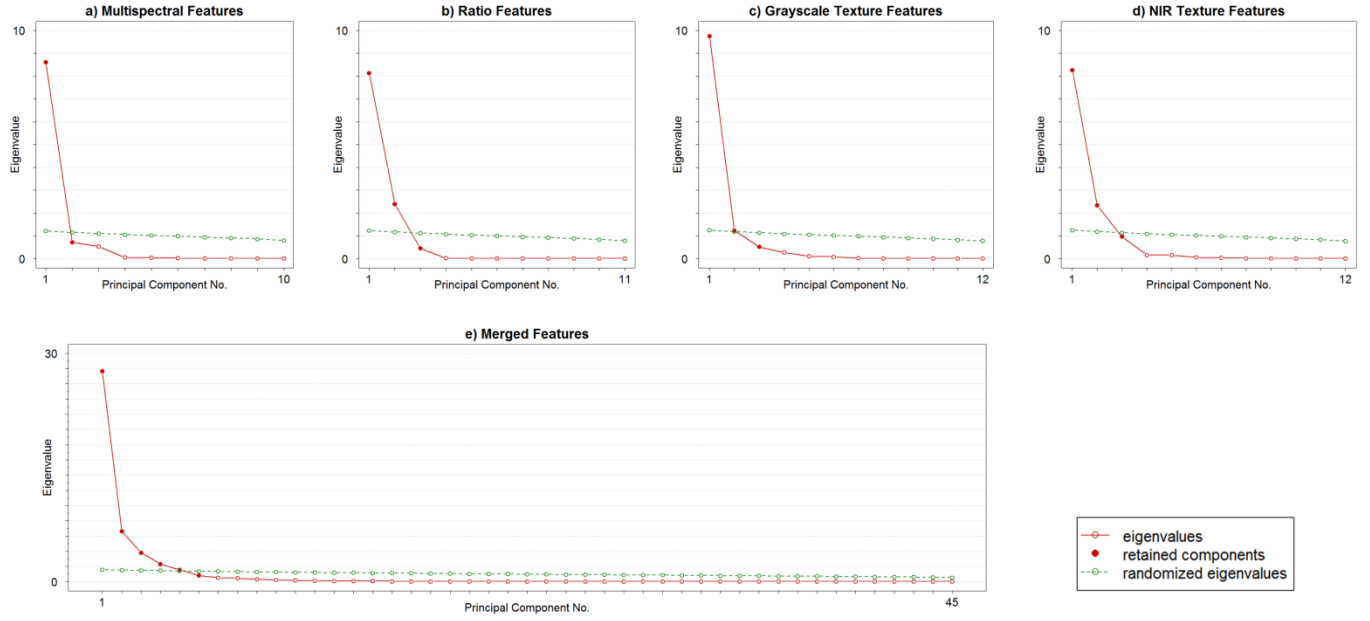 a) Multispectral Features
10
Eigenvalue
0
1
Principal Component No.
10
b) Ratio Features
10
Eigenvalue
0
1
Principal Component No.
11
c) Grayscale Texture Features
10
Eigenvalue
0
1
Principal Component No.
12
d) NIR Texture Features
10
Eigenvalue
0
1
Principal Component No.
12
e) Merged Features
30
Eigenvalue
0
1
Principal Component No.
45
eigenvalues
retained components
randomized eigenvalues